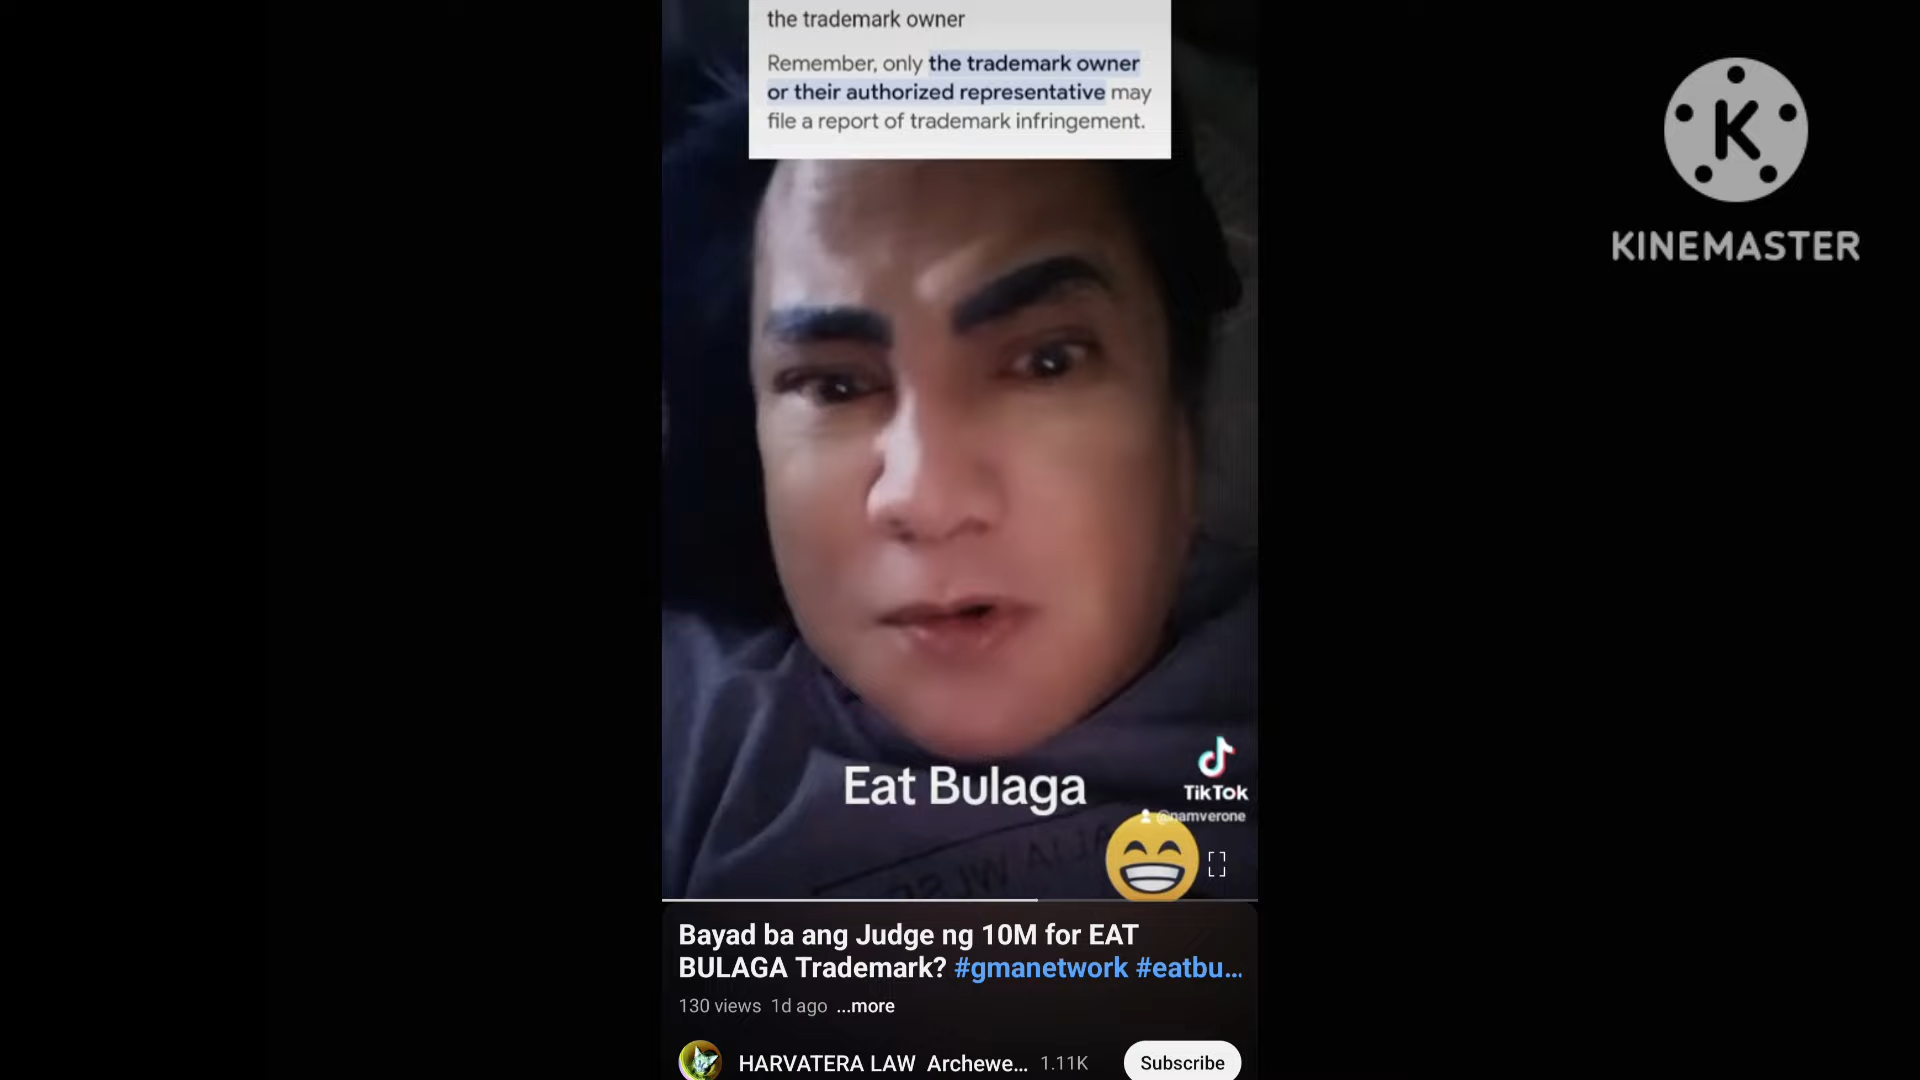 the trademark owner
Remember, only the trademark owner
or their authorized representative may
file a report of trademark infringement.
KINEMASTER
Eat Bulaga
TikTok
@namverone
Bayad ba ang Judge ng 10M for EAT
BULAGA Trademark? #gmanetwork #eatbu...
130 views 1d ago ...more
HARVATERA LAW Archewe... 1.11K
Subscribe